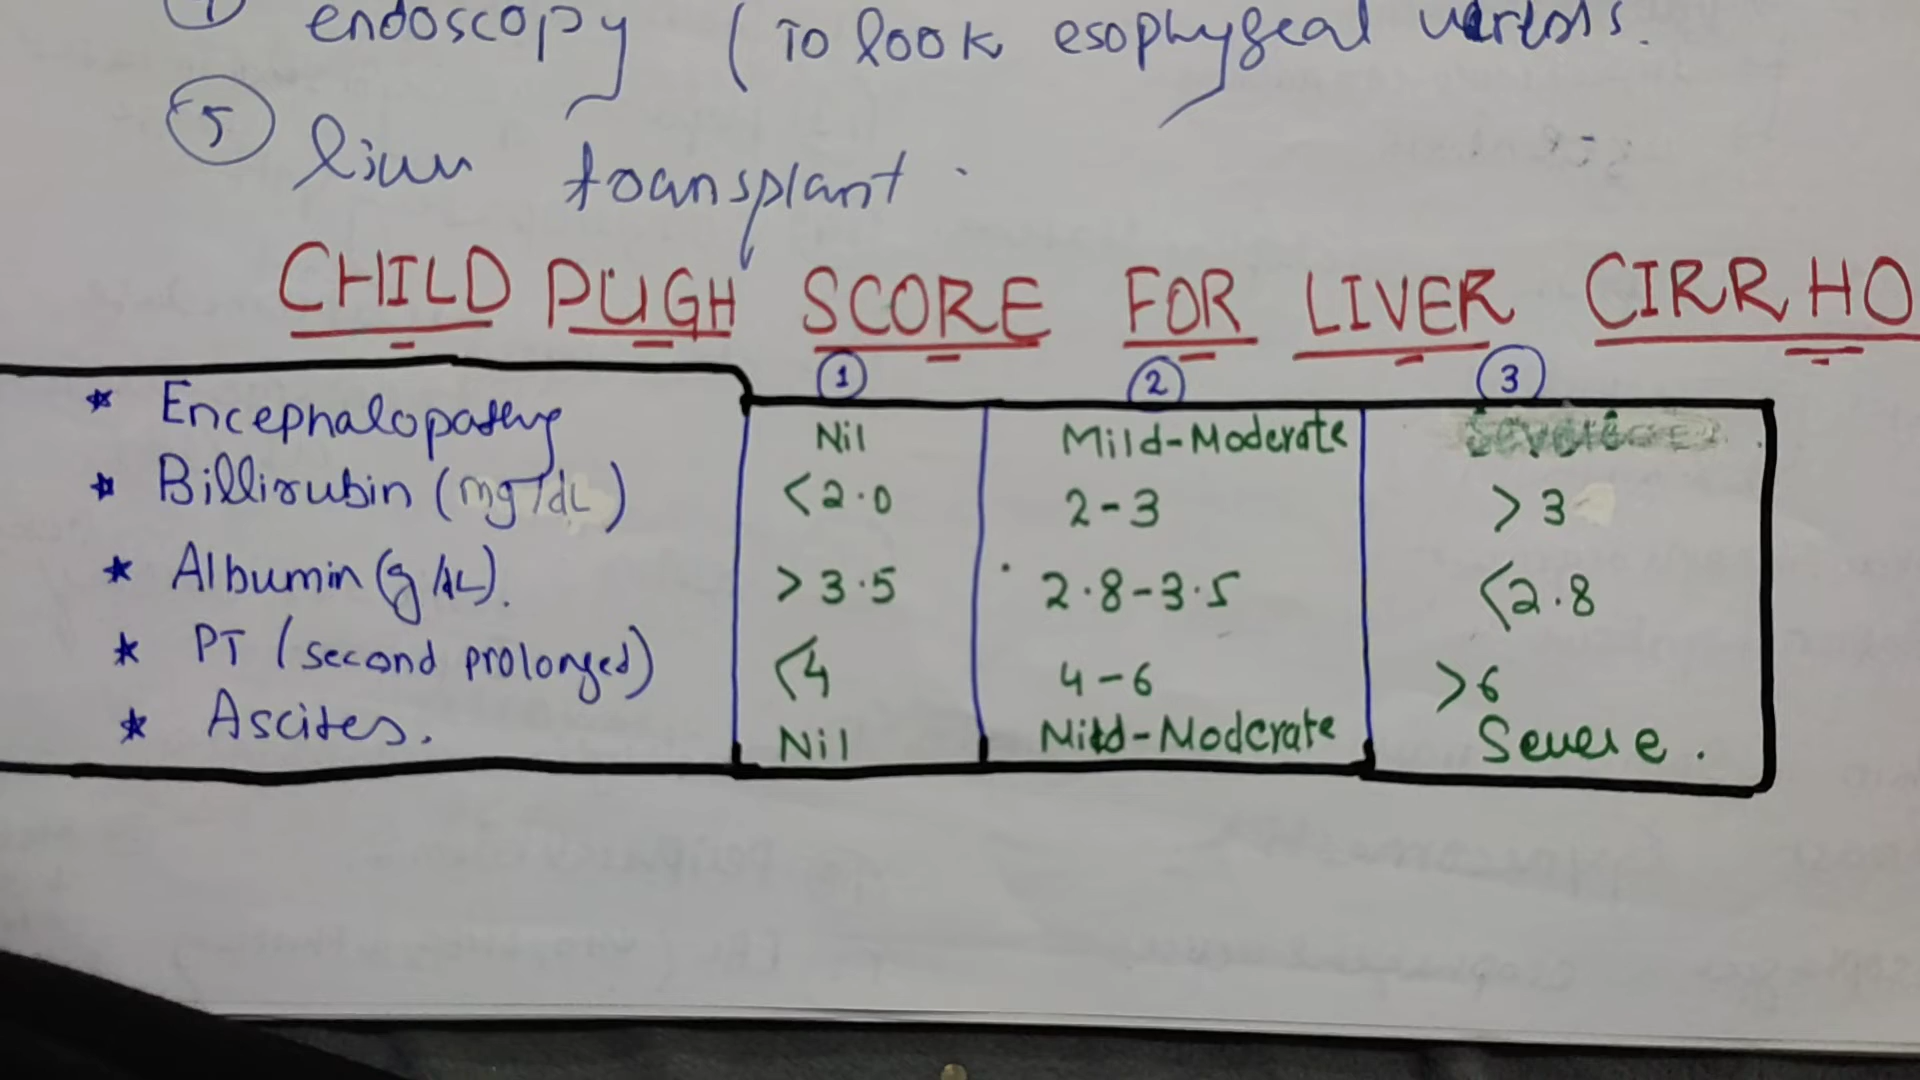 endoscopy (To look esophygeal
5 liver transplant.
CHILD PUGH SCORE FOR LIVER CIRRHO
1 2 3
* Encephalopathy Nil Mild-Moderate Severe
* Billirubin (mg/dL) <2.0 2-3 >3
* Albumin (g/dL). >3.5 2.8-3.5 <2.8
* PT (second prolonged) <4 4-6 >6
* Ascites. Nil Mild-Moderate Severe.